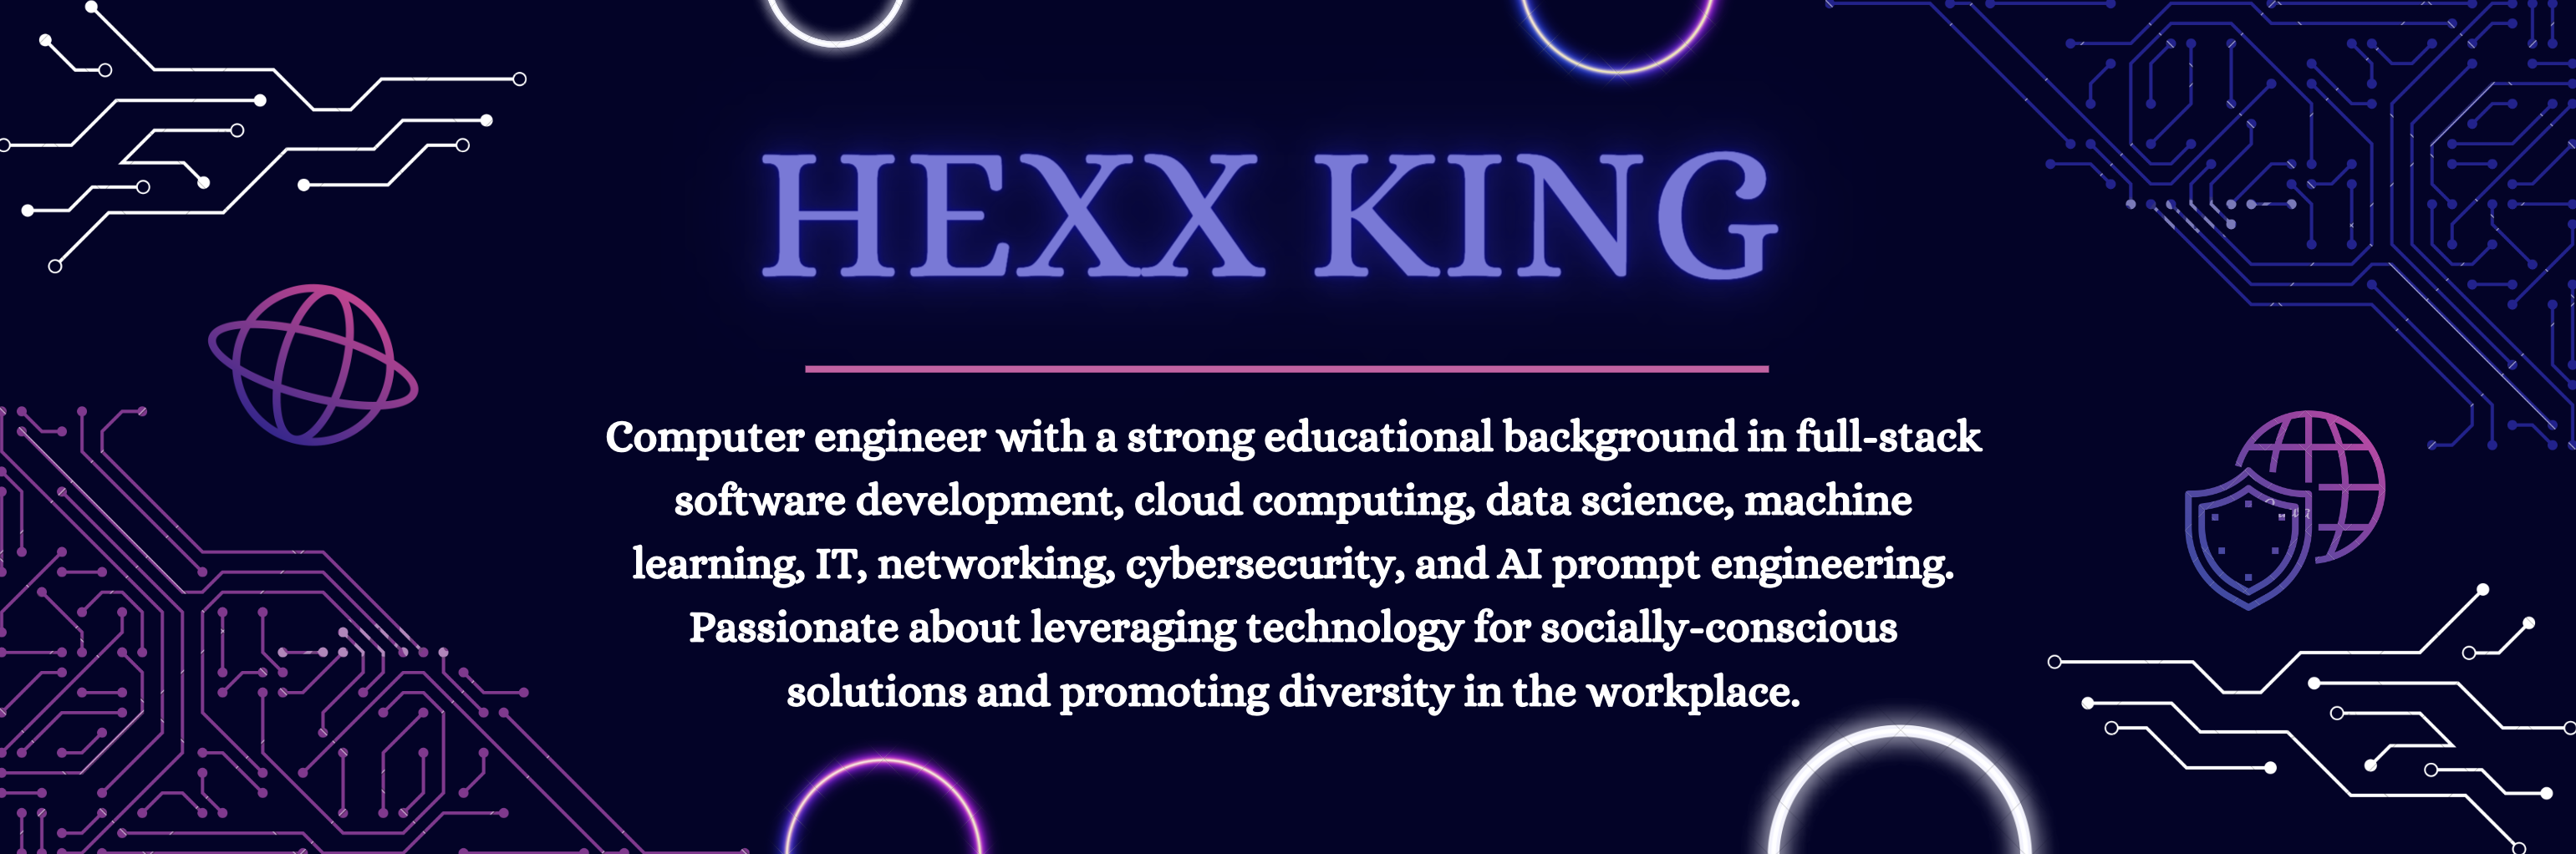 HEXX KING
Computer engineer with a strong educational background in full-stack
software development, cloud computing, data science, machine
learning, IT, networking, cybersecurity, and AI prompt engineering.
Passionate about leveraging technology for socially-conscious
solutions and promoting diversity in the workplace.